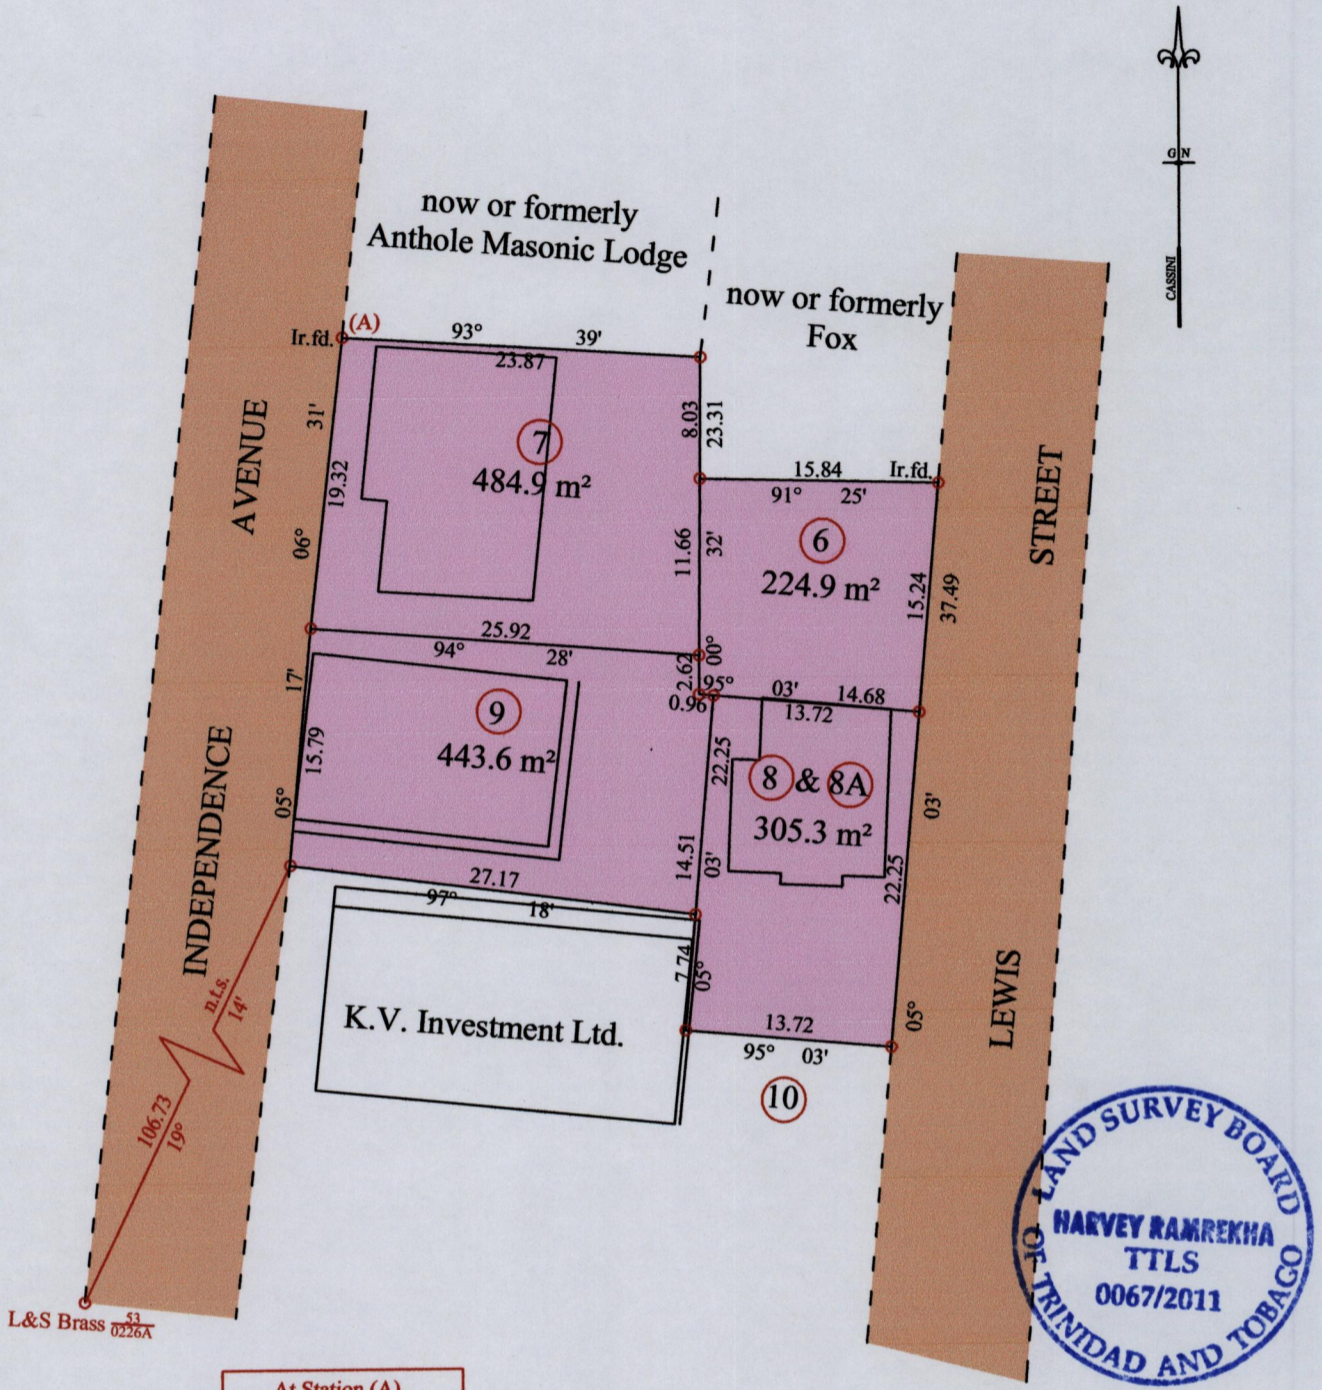 G N
CASSINI
now or formerly
Anthole Masonic Lodge
now or formerly
Fox
Ir.fd.
(A)
93° 39'
23.87
31'
19.32
06°
AVENUE
7
484.9 m²
8.03
23.31
15.84
Ir.fd.
91° 25'
6
224.9 m²
11.66
32'
00°
15.24
37.49
STREET
25.92
94° 28'
2.62
0.96
95° 03' 14.68
13.72
17'
15.79
05°
INDEPENDENCE
9
443.6 m²
22.25
8 & 8A
305.3 m²
03'
22.25
05°
14.51
03'
27.17
97° 18'
7.74
05°
K.V. Investment Ltd.
13.72
95° 03'
10
LEWIS
n.t.s.
14'
106.73
19°
L&S Brass 53
0226A
At Station (A)
LAND SURVEY BOARD
OF TRINIDAD AND TOBAGO
HARVEY RAMREKHA
TTLS
0067/2011